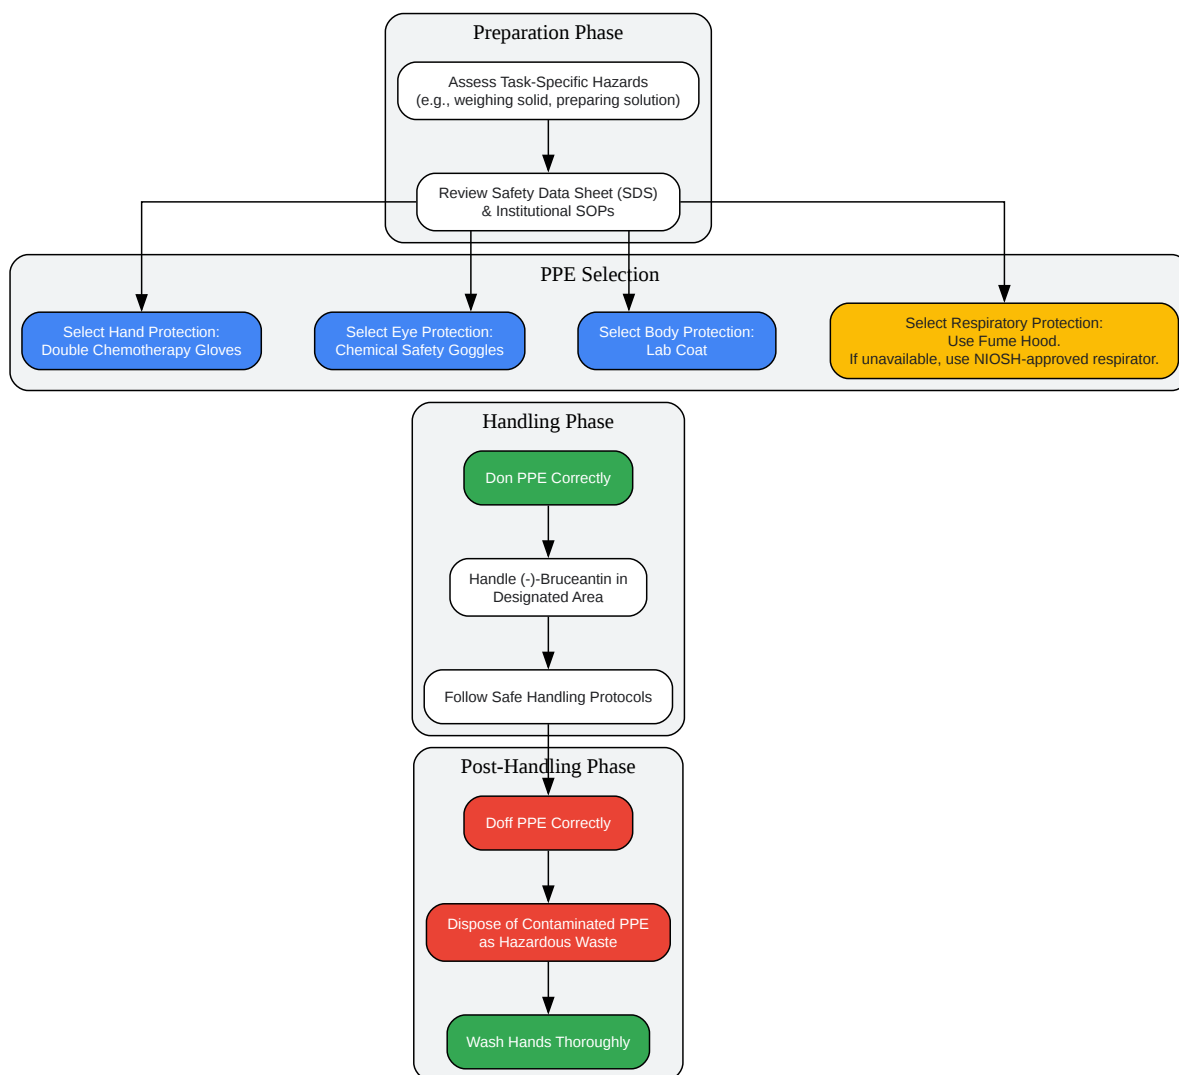 Preparation Phase
Assess Task-Specific Hazards
(e.g., weighing solid, preparing solution)
Review Safety Data Sheet (SDS)
& Institutional SOPs
PPE Selection
Select Hand Protection:
Double Chemotherapy Gloves
Select Eye Protection:
Chemical Safety Goggles
Select Body Protection:
Lab Coat
Select Respiratory Protection:
Use Fume Hood.
If unavailable, use NIOSH-approved respirator.
Handling Phase
Don PPE Correctly
Handle (-)-Bruceantin in
Designated Area
Follow Safe Handling Protocols
Post-Handling Phase
Doff PPE Correctly
Dispose of Contaminated PPE
as Hazardous Waste
Wash Hands Thoroughly